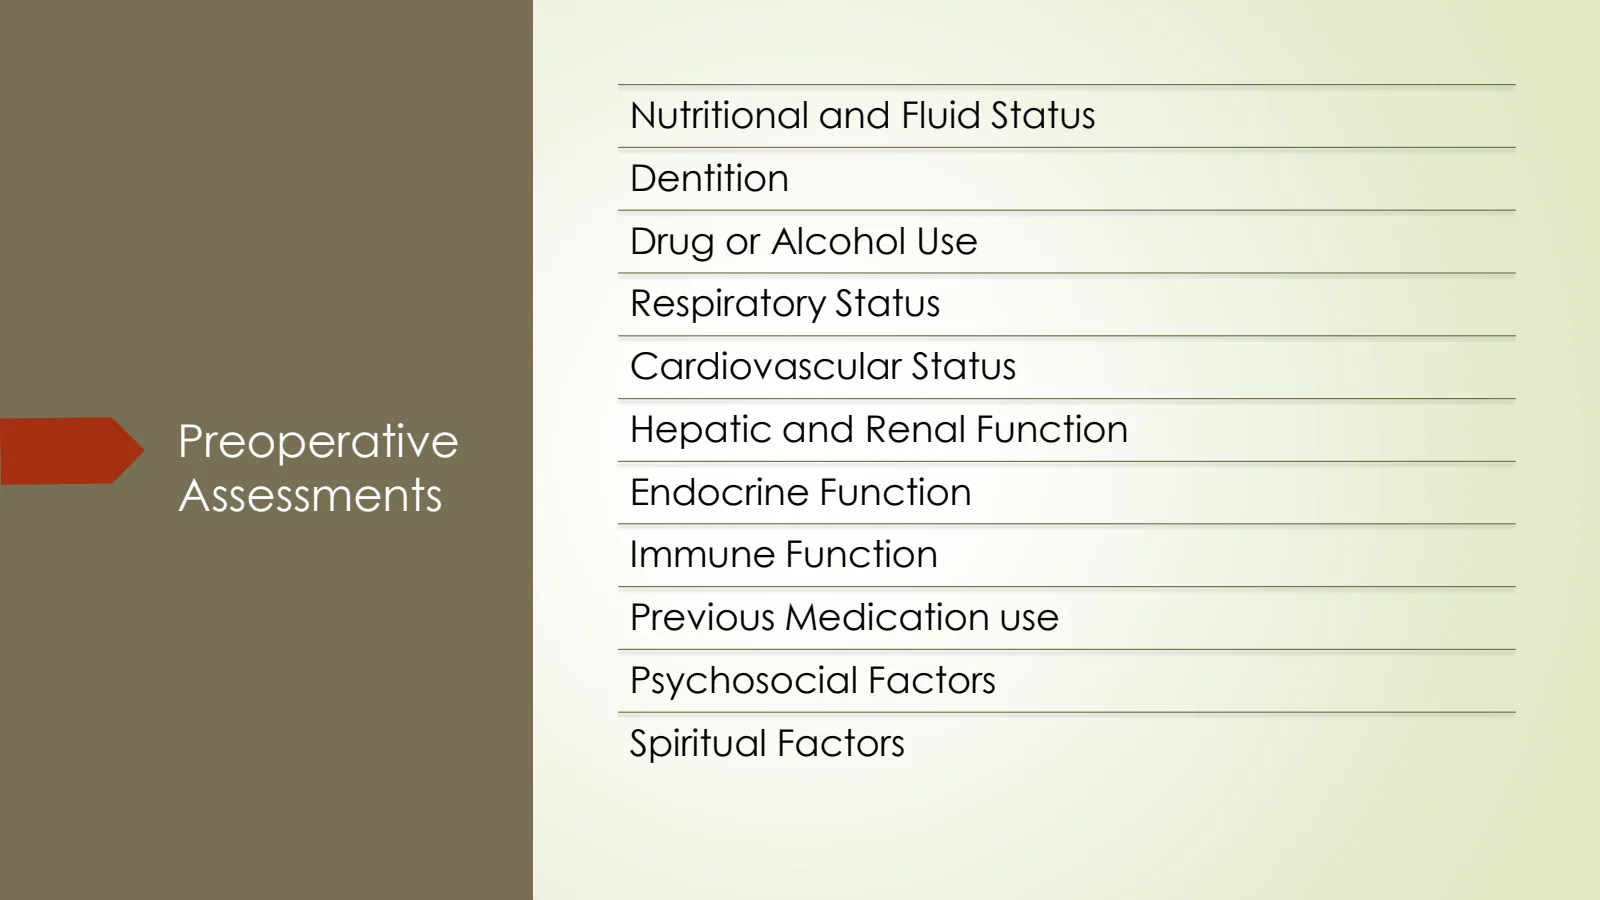 Preoperative
Assessments
Nutritional and Fluid Status
Dentition
Drug or Alcohol Use
Respiratory Status
Cardiovascular Status
Hepatic and Renal Function
Endocrine Function
Immune Function
Previous Medication use
Psychosocial Factors
Spiritual Factors